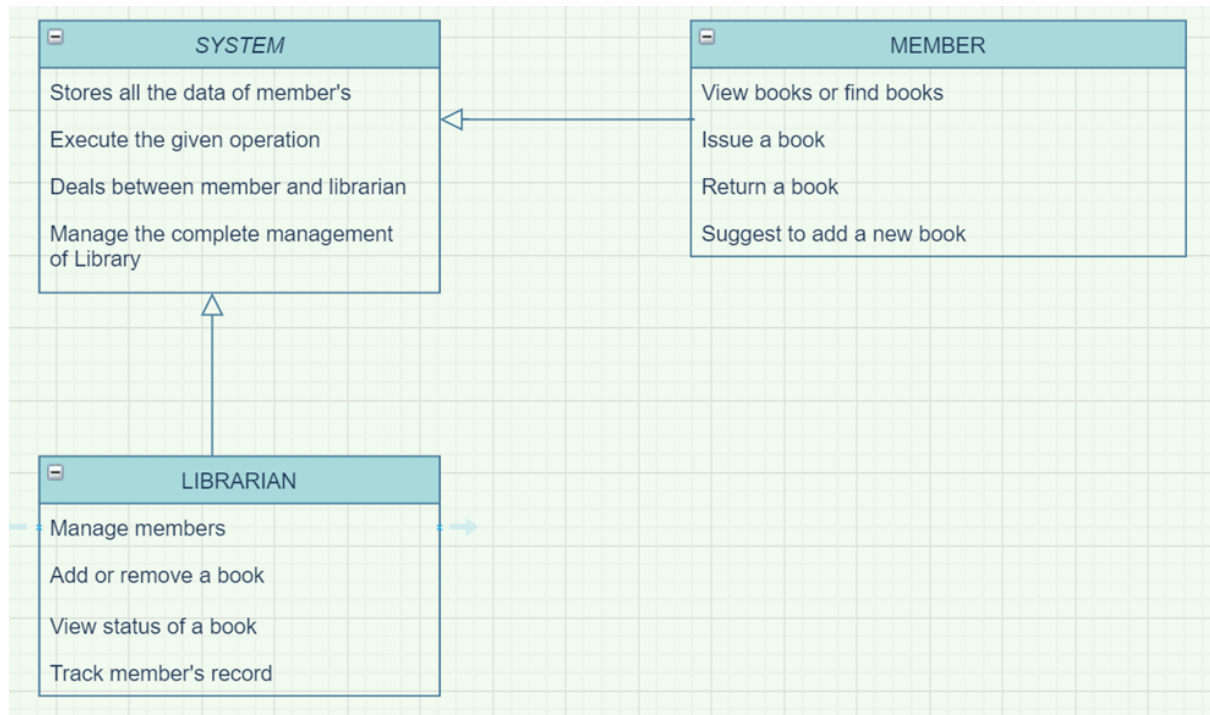 SYSTEM
Stores all the data of member's
Execute the given operation
Deals between member and librarian
Manage the complete management
of Library
MEMBER
View books or find books
Issue a book
Return a book
Suggest to add a new book
LIBRARIAN
Manage members
Add or remove a book
View status of a book
Track member's record